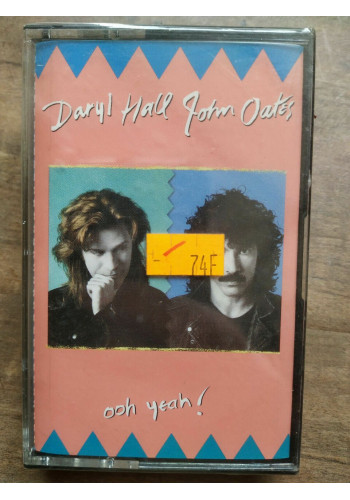 Daryl Hall John Oates
74F
ooh yeah!